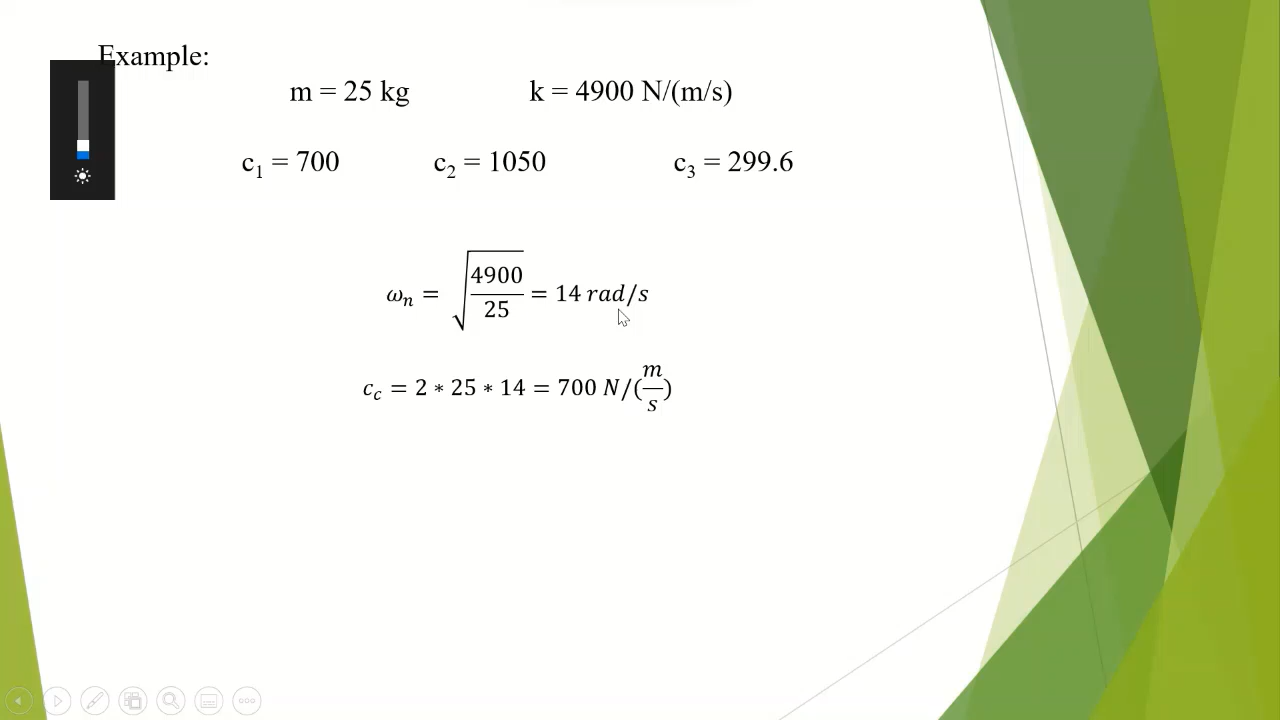 Example:
m = 25 kg k = 4900 N/(m/s)
c₁ = 700 c₂ = 1050 c₃ = 299.6
ωₙ = √(4900/25) = 14 rad/s
c꜀ = 2 ∗ 25 ∗ 14 = 700 N/(m/s)